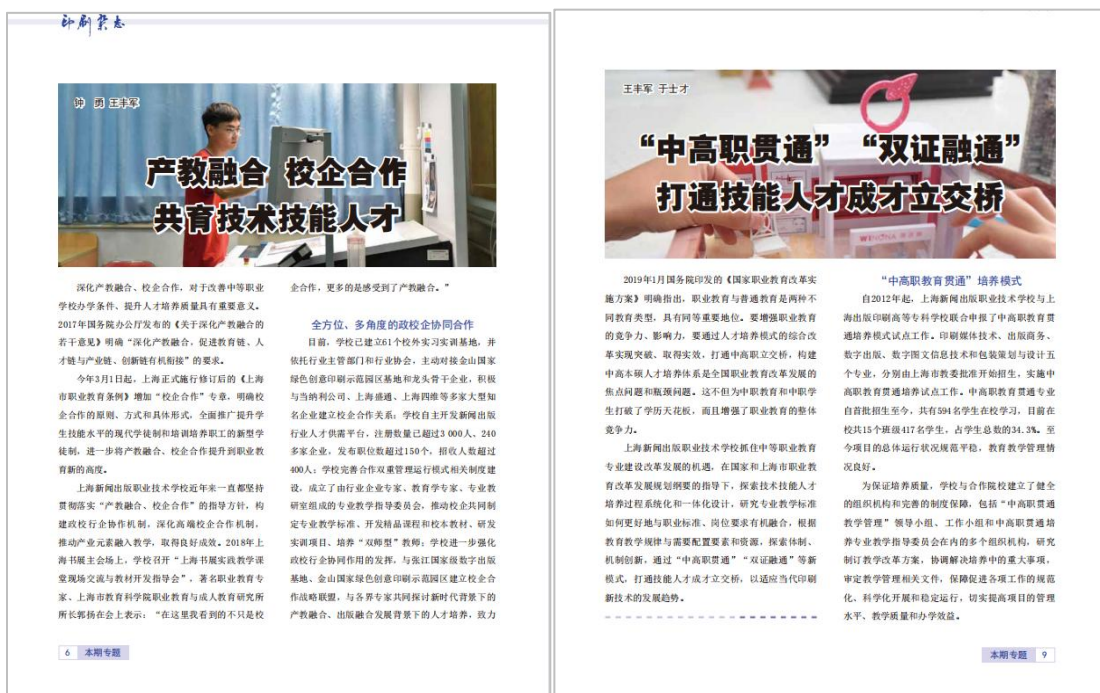 印刷杂志
钟 勇 王丰军
产教融合 校企合作
共育技术技能人才
深化产教融合、校企合作，对于改善中等职业
学校办学条件、提升人才培养质量具有重要意义。
2017年国务院办公厅发布的《关于深化产教融合的
若干意见》明确“深化产教融合，促进教育链、人
才链与产业链、创新链有机衔接”的要求。
今年3月1日起，上海正式施行修订后的《上海
市职业教育条例》增加“校企合作”专章，明确校
企合作的原则、方式和具体形式，全面推广提升学
生技能水平的现代学徒制和培训培养职工的新型学
徒制，进一步将产教融合、校企合作提升到职业教
育新的高度。
上海新闻出版职业技术学校近年来一直都坚持
贯彻落实“产教融合、校企合作”的指导方针，构
建政校行企协作机制，深化高端校企合作机制，
推动产业元素融入教学，取得良好成效。2018年上
海书展主会场上，学校召开“上海书展实践教学课
堂现场交流与教材开发指导会”，著名职业教育专
家、上海市教育科学院职业教育与成人教育研究所
所长郭扬在会上表示：“在这里我看到的不只是校
企合作，更多的是感受到了产教融合。”
全方位、多角度的政校企协同合作
目前，学校已建立61个校外实习实训基地，并
依托行业主管部门和行业协会，主动对接金山国家
绿色创意印刷示范园区基地和龙头骨干企业，积极
与当纳利公司、上海盛通、上海四维等多家大型知
名企业建立校企合作关系；学校自主开发新闻出版
行业人才供需平台，注册数量已超过3 000人、240
多家企业，发布职位数超过150个，招收人数超过
400人；学校完善合作双重管理运行模式相关制度建
设，成立了由行业企业专家、教育学专家、专业教
研室组成的专业教学指导委员会，推动校企共同制
定专业教学标准、开发精品课程和校本教材、研发
实训项目、培养“双师型”教师；学校进一步强化
政校行企协同作用的发挥，与张江国家级数字出版
基地、金山国家绿色创意印刷示范园区建立校企合
作战略联盟，与各界专家共同探讨新时代背景下的
产教融合、出版融合发展背景下的人才培养，致力
6 本期专题
王丰军 于士才
“中高职贯通”“双证融通”
打通技能人才成才立交桥
WINONA
2019年1月国务院印发的《国家职业教育改革实
施方案》明确指出，职业教育与普通教育是两种不
同教育类型，具有同等重要地位。要增强职业教育
的竞争力、影响力，要通过人才培养模式的综合改
革实现突破、取得实效，打通中高职立交桥，构建
中高本硕人才培养体系是全国职业教育改革发展的
焦点问题和瓶颈问题。这不但为中职教育和中职学
生打破了学历天花板，而且增强了职业教育的整体
竞争力。
上海新闻出版职业技术学校抓住中等职业教育
专业建设改革发展的机遇，在国家和上海市职业教
育改革发展规划纲要的指导下，探索技术技能人才
培养过程系统化和一体化设计，研究专业教学标准
如何更好地与职业标准、岗位要求有机融合，根据
教育教学规律与需要配置要素和资源，探索体制、
机制创新，通过“中高职贯通”“双证融通”等新
模式，打通技能人才成才立交桥，以适应当代印刷
新技术的发展趋势。
“中高职教育贯通”培养模式
自2012年起，上海新闻出版职业技术学校与上
海出版印刷高等专科学校联合申报了中高职教育贯
通培养模式试点工作。印刷媒体技术、出版商务、
数字出版、数字图文信息技术和包装策划与设计五
个专业，分别由上海市教委批准开始招生，实施中
高职教育贯通培养试点工作。中高职教育贯通专业
自首批招生至今，共有594名学生在校学习，目前在
校共15个班级417名学生，占学生总数的34.3%。至
今项目的总体运行状况规范平稳，教育教学管理情
况良好。
为保证培养质量，学校与合作院校建立了健全
的组织机构和完善的制度保障，包括“中高职贯通
教学管理”领导小组、工作小组和中高职贯通培
养专业教学指导委员会在内的多个组织机构，研究
制订教学改革方案，协调解决培养中的重大事项，
审定教学管理相关文件，保障促进各项工作的规范
化、科学化开展和稳定运行，切实提高项目的管理
水平、教学质量和办学效益。
本期专题 9